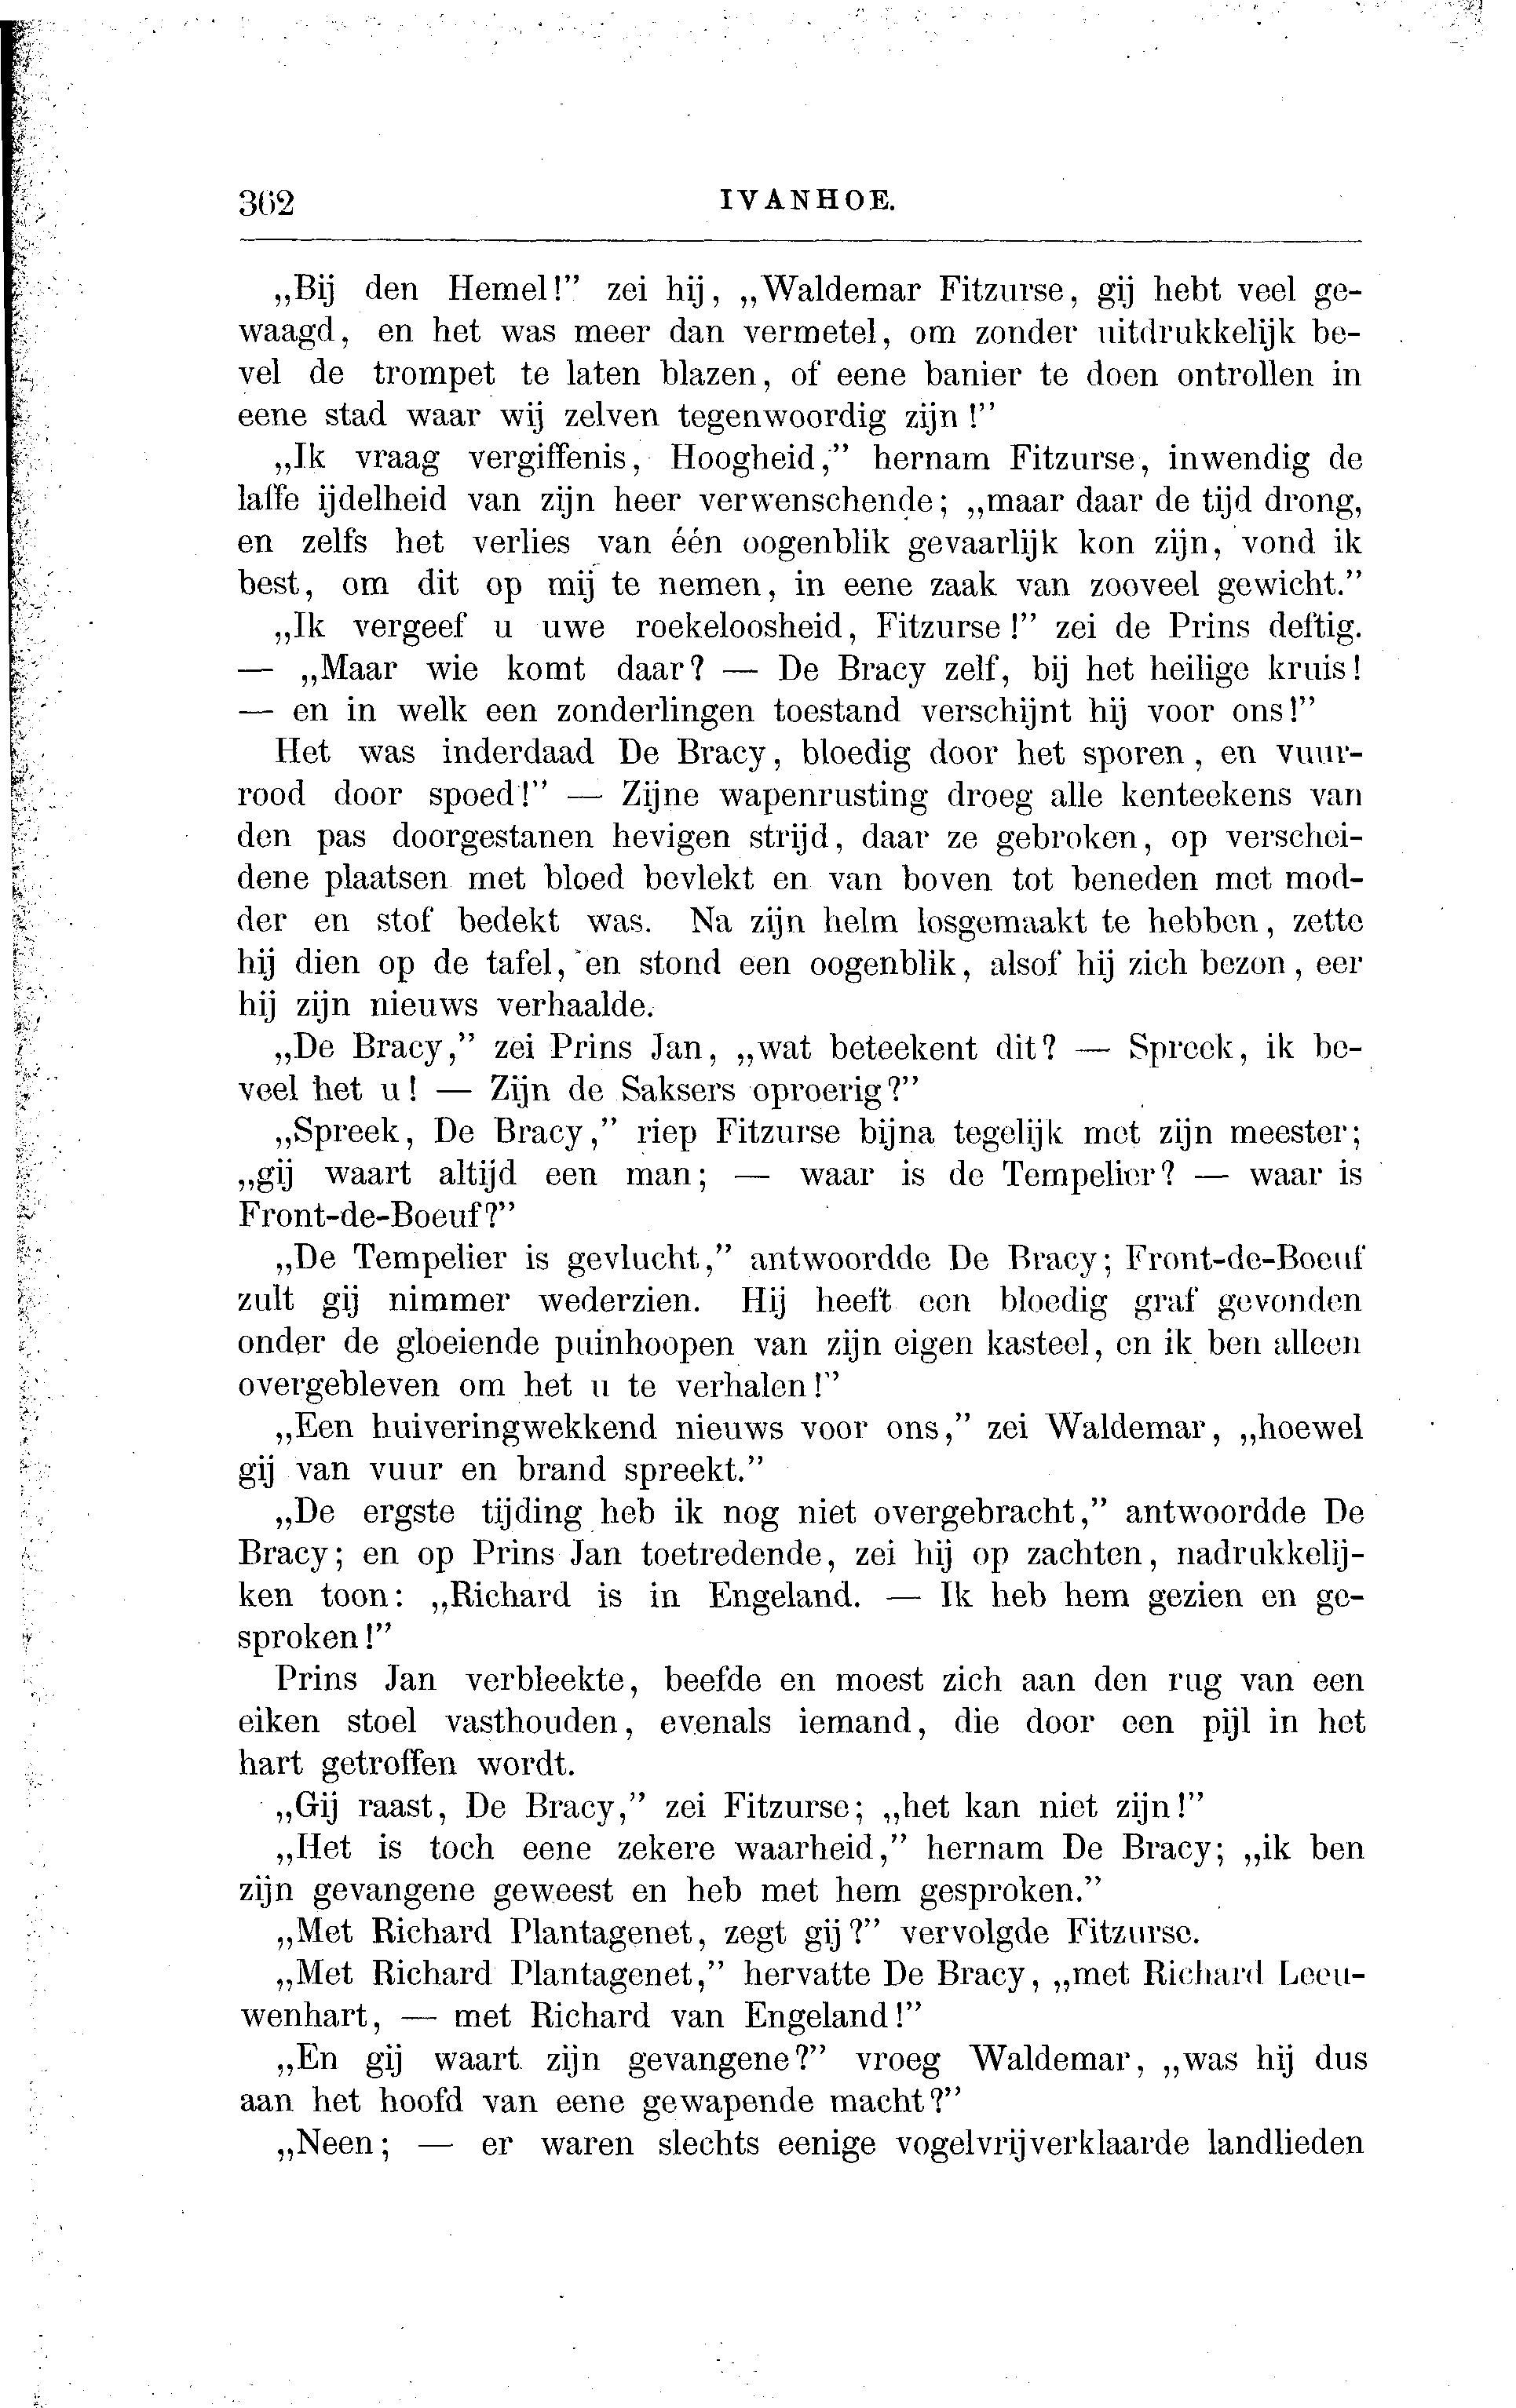 362
IVANHOE.
„Bij den Hemel!” zei hij, „Waldemar Fitzurse, gij hebt veel ge-
waagd, en het was meer dan vermetel, om zonder uitdrukkelijk be-
vel de trompet te laten blazen, of eene banier te doen ontrollen in
eene stad waar wij zelven tegenwoordig zijn!”
„Ik vraag vergiffenis, Hoogheid,” hernam Fitzurse, inwendig de
laffe ijdelheid van zijn heer verwenschende; „maar daar de tijd drong,
en zelfs het verlies van één oogenblik gevaarlijk kon zijn, vond ik
best, om dit op mij te nemen, in eene zaak van zooveel gewicht.”
„Ik vergeef u uwe roekeloosheid, Fitzurse!” zei de Prins deftig.
— „Maar wie komt daar? — De Bracy zelf, bij het heilige kruis!
— en in welk een zonderlingen toestand verschijnt hij voor ons!”
Het was inderdaad De Bracy, bloedig door het sporen, en vuur-
rood door spoed!” — Zijne wapenrusting droeg alle kenteekens van
den pas doorgestanen hevigen strijd, daar ze gebroken, op verschei-
dene plaatsen met bloed bevlekt en van boven tot beneden met mod-
der en stof bedekt was. Na zijn helm losgemaakt te hebben, zette
hij dien op de tafel, en stond een oogenblik, alsof hij zich bezon, eer
hij zijn nieuws verhaalde.
„De Bracy,” zei Prins Jan, „wat beteekent dit? — Spreek, ik be-
veel het u! — Zijn de Saksers oproerig?”
„Spreek, De Bracy,” riep Fitzurse bijna tegelijk met zijn meester;
„gij waart altijd een man; — waar is de Tempelier? — waar is
Front-de-Boeuf?”
„De Tempelier is gevlucht,” antwoordde De Bracy; Front-de-Boeuf
zult gij nimmer wederzien. Hij heeft een bloedig graf gevonden
onder de gloeiende puinhoopen van zijn eigen kasteel, en ik ben alleen
overgebleven om het u te verhalen!”
„Een huiveringwekkend nieuws voor ons,” zei Waldemar, „hoewel
gij van vuur en brand spreekt.”
„De ergste tijding heb ik nog niet overgebracht,” antwoordde De
Bracy; en op Prins Jan toetredende, zei hij op zachten, nadrukkelij-
ken toon: „Richard is in Engeland. — Ik heb hem gezien en ge-
sproken!”
Prins Jan verbleekte, beefde en moest zich aan den rug van een
eiken stoel vasthouden, evenals iemand, die door een pijl in het
hart getroffen wordt.
„Gij raast, De Bracy,” zei Fitzurse; „het kan niet zijn!”
„Het is toch eene zekere waarheid,” hernam De Bracy; „ik ben
zijn gevangene geweest en heb met hem gesproken.”
„Met Richard Plantagenet, zegt gij?” vervolgde Fitzurse.
„Met Richard Plantagenet,” hervatte De Bracy, „met Richard Leeu-
wenhart, — met Richard van Engeland!”
„En gij waart zijn gevangene?” vroeg Waldemar, „was hij dus
aan het hoofd van eene gewapende macht?”
„Neen; — er waren slechts eenige vogelvrijverklaarde landlieden